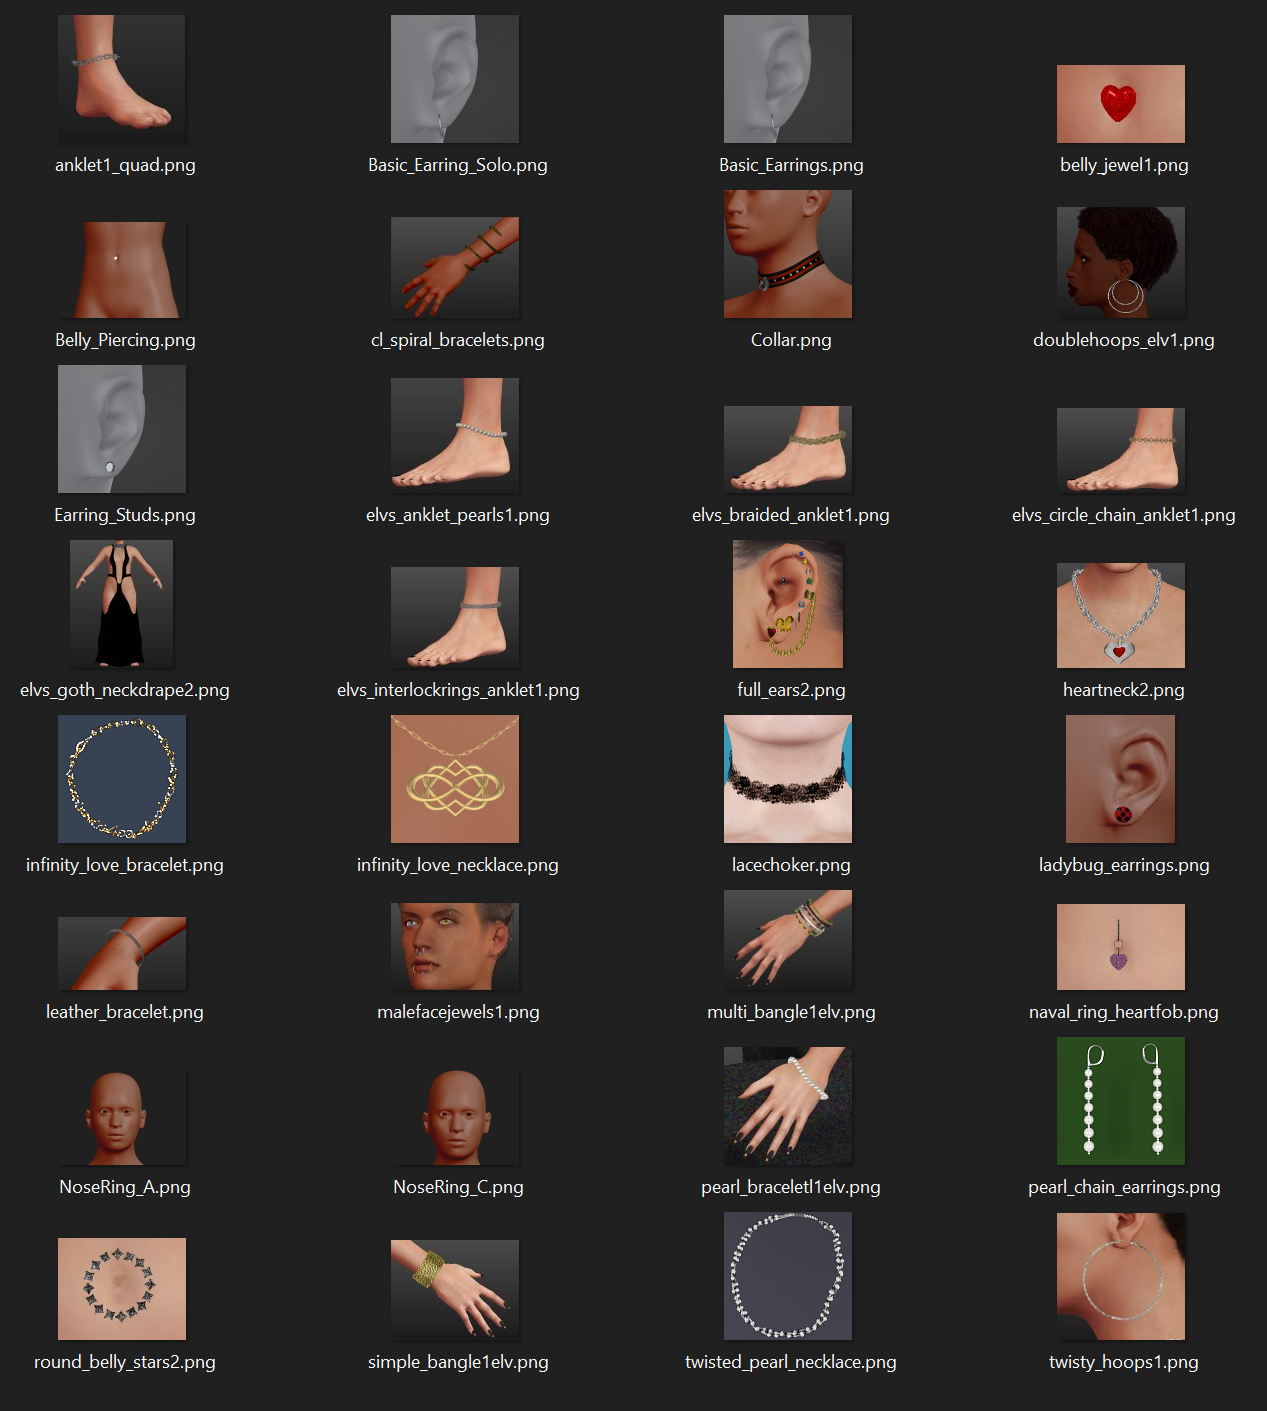 anklet1_quad.png
Basic_Earring_Solo.png
Basic_Earrings.png
belly_jewel1.png
Belly_Piercing.png
cl_spiral_bracelets.png
Collar.png
doublehoops_elv1.png
Earring_Studs.png
elvs_anklet_pearls1.png
elvs_braided_anklet1.png
elvs_circle_chain_anklet1.png
elvs_goth_neckdrape2.png
elvs_interlockrings_anklet1.png
full_ears2.png
heartneck2.png
infinity_love_bracelet.png
infinity_love_necklace.png
lacechoker.png
ladybug_earrings.png
leather_bracelet.png
malefacejewels1.png
multi_bangle1elv.png
naval_ring_heartfob.png
NoseRing_A.png
NoseRing_C.png
pearl_braceletl1elv.png
pearl_chain_earrings.png
round_belly_stars2.png
simple_bangle1elv.png
twisted_pearl_necklace.png
twisty_hoops1.png